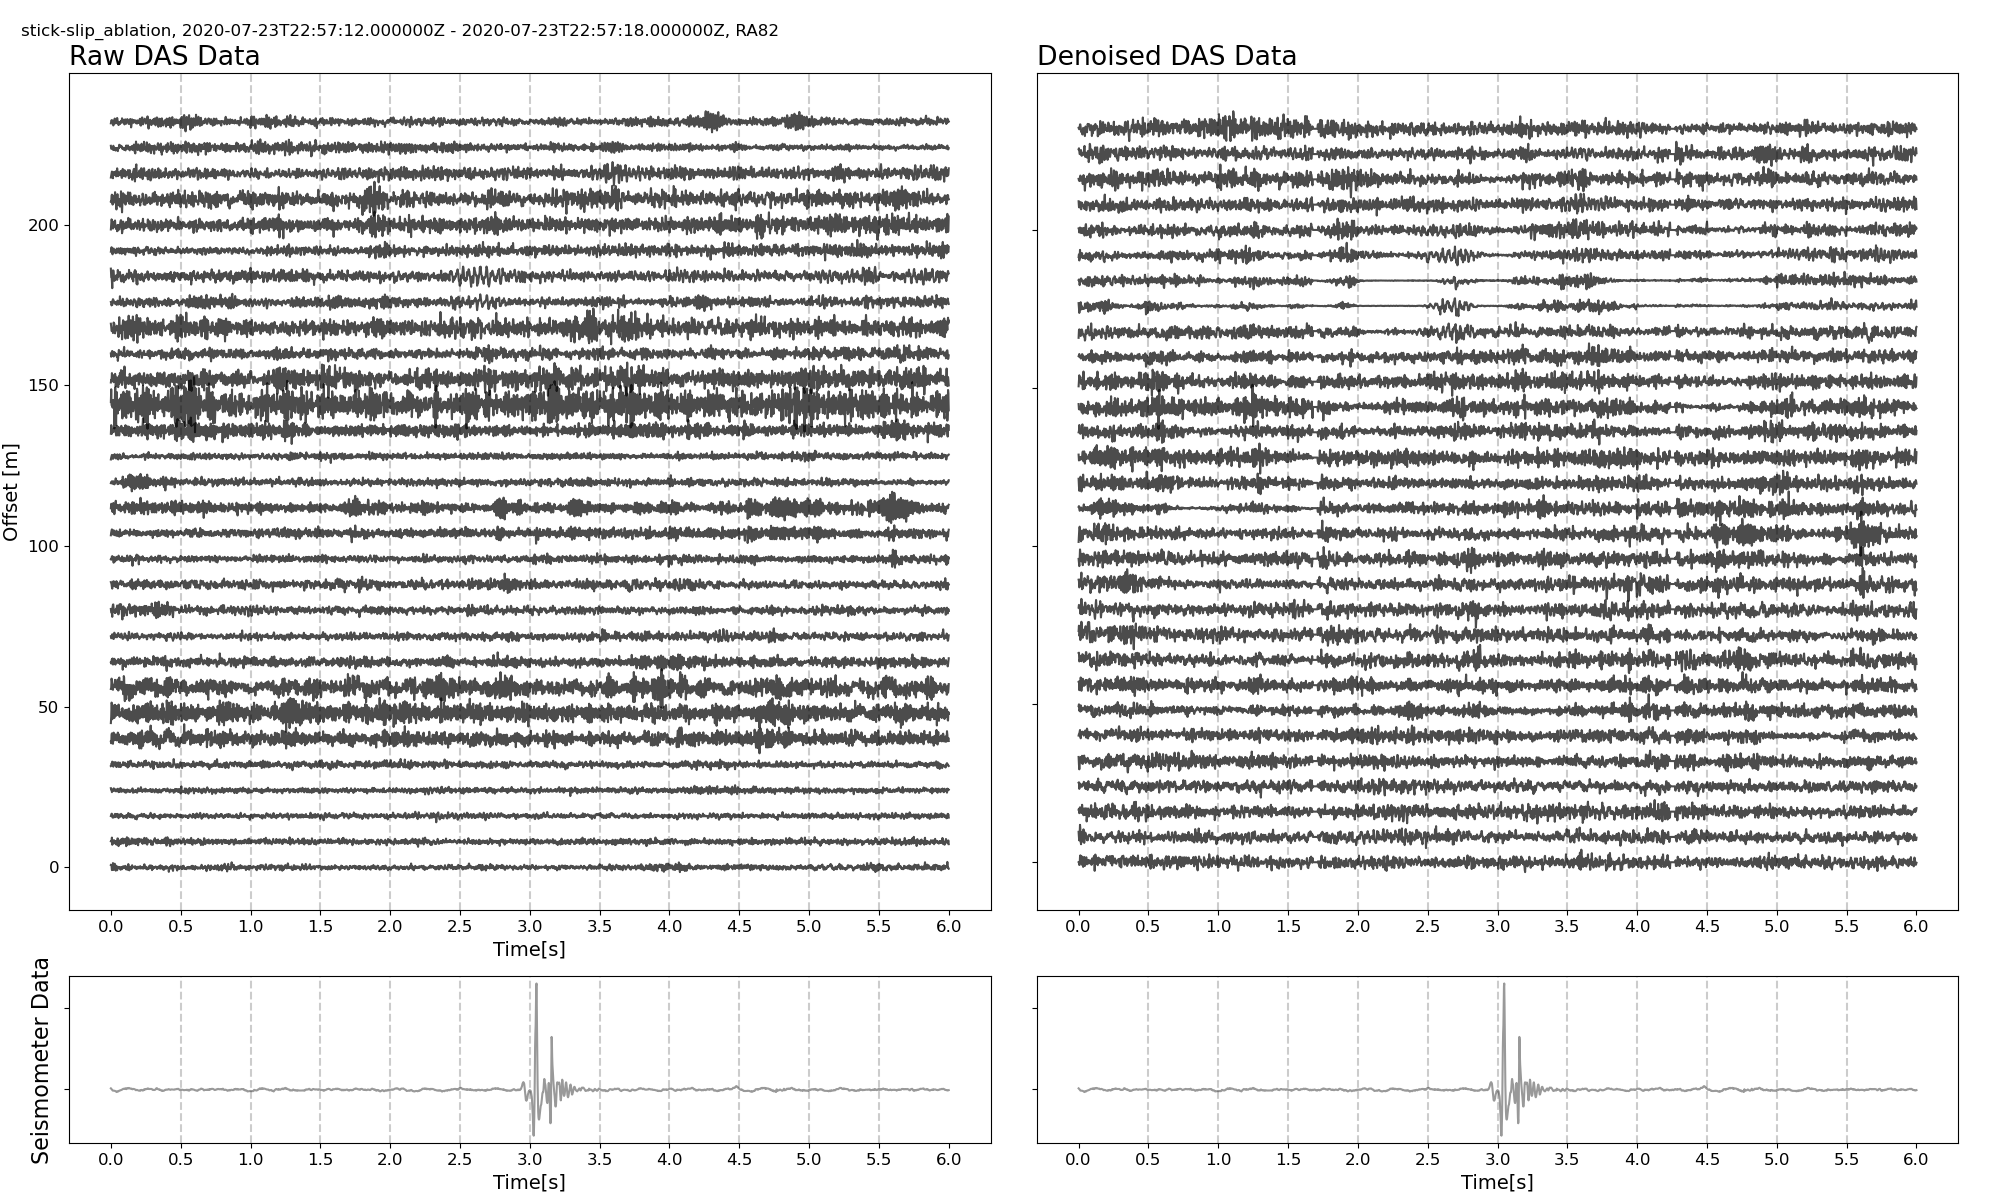 stick-slip_ablation, 2020-07-23T22:57:12.000000Z - 2020-07-23T22:57:18.000000Z, RA82
Raw DAS Data
Denoised DAS Data
Offset [m]
200
150
100
50
0
0.0 0.5 1.0 1.5 2.0 2.5 3.0 3.5 4.0 4.5 5.0 5.5 6.0
Time[s]
0.0 0.5 1.0 1.5 2.0 2.5 3.0 3.5 4.0 4.5 5.0 5.5 6.0
Seismometer Data
0.0 0.5 1.0 1.5 2.0 2.5 3.0 3.5 4.0 4.5 5.0 5.5 6.0
Time[s]
0.0 0.5 1.0 1.5 2.0 2.5 3.0 3.5 4.0 4.5 5.0 5.5 6.0
Time[s]